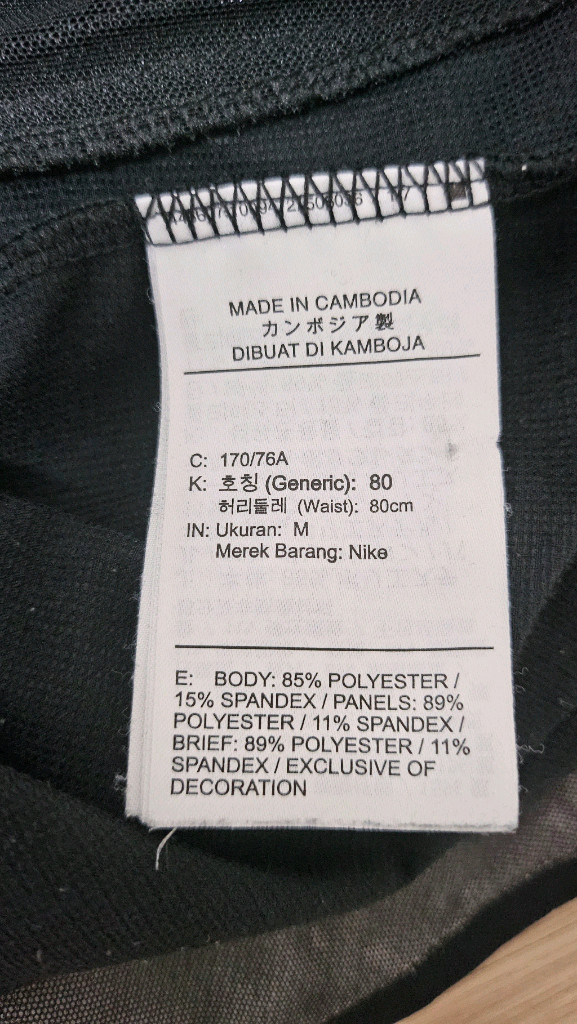 MADE IN CAMBODIA
カンボジア製
DIBUAT DI KAMBOJA
C: 170/76A
K: 호칭 (Generic): 80
허리둘레 (Waist): 80cm
IN: Ukuran: M
Merek Barang: Nike
E: BODY: 85% POLYESTER /
15% SPANDEX / PANELS: 89%
POLYESTER / 11% SPANDEX /
BRIEF: 89% POLYESTER / 11%
SPANDEX / EXCLUSIVE OF
DECORATION